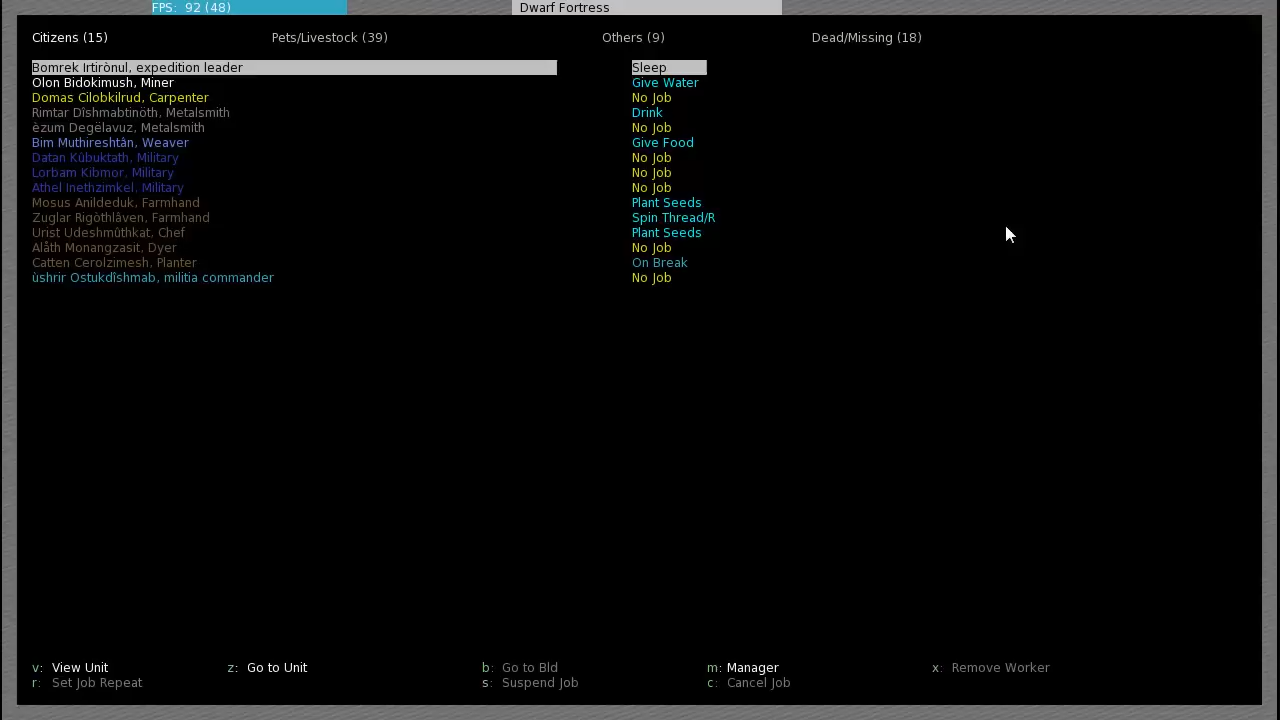 FPS: 92 (48) Dwarf Fortress
Citizens (15) Pets/Livestock (39) Others (9) Dead/Missing (18)
Bomrek Irtirònul, expedition leader Sleep
Olon Bidokimush, Miner Give Water
Domas Cilobkilrud, Carpenter No Job
Rimtar Dîshmabtinöth, Metalsmith Drink
èzum Degëlavuz, Metalsmith No Job
Bim Muthireshtân, Weaver Give Food
Datan Kûbuktath, Military No Job
Lorbam Kibmor, Military No Job
Athel Inethzimkel, Military No Job
Mosus Anildeduk, Farmhand Plant Seeds
Zuglar Rigòthlåven, Farmhand Spin Thread/R
Urist Udeshmûthkat, Chef Plant Seeds
Alåth Monangzasit, Dyer No Job
Catten Cerolzimesh, Planter On Break
ùshrir Ostukdîshmab, militia commander No Job
v: View Unit z: Go to Unit b: Go to Bld m: Manager x: Remove Worker
r: Set Job Repeat s: Suspend Job c: Cancel Job